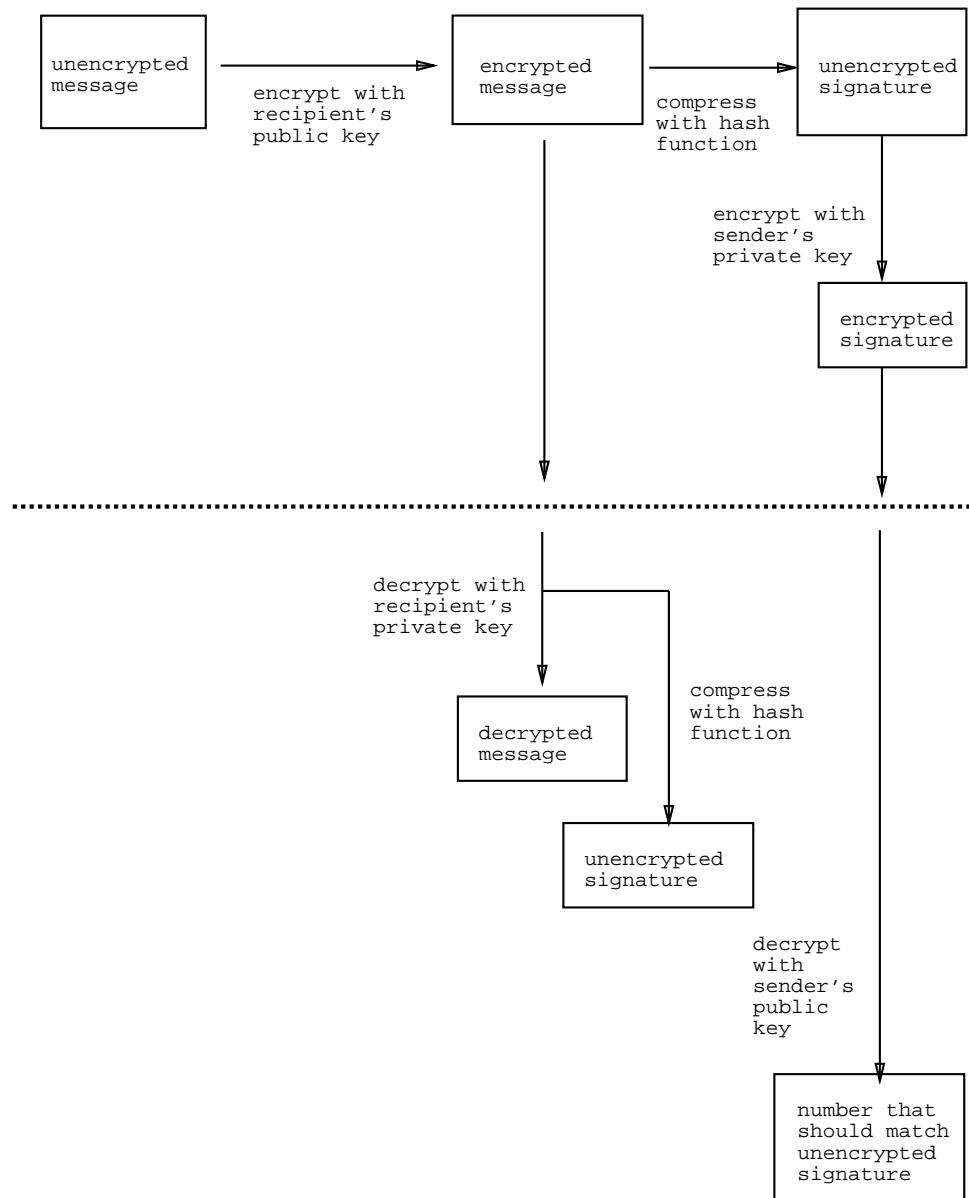 unencrypted
message
encrypt with
recipient's
public key
encrypted
message
compress
with hash
function
unencrypted
signature
encrypt with
sender's
private key
encrypted
signature
decrypt with
recipient's
private key
decrypted
message
compress
with hash
function
unencrypted
signature
decrypt
with
sender's
public
key
number that
should match
unencrypted
signature